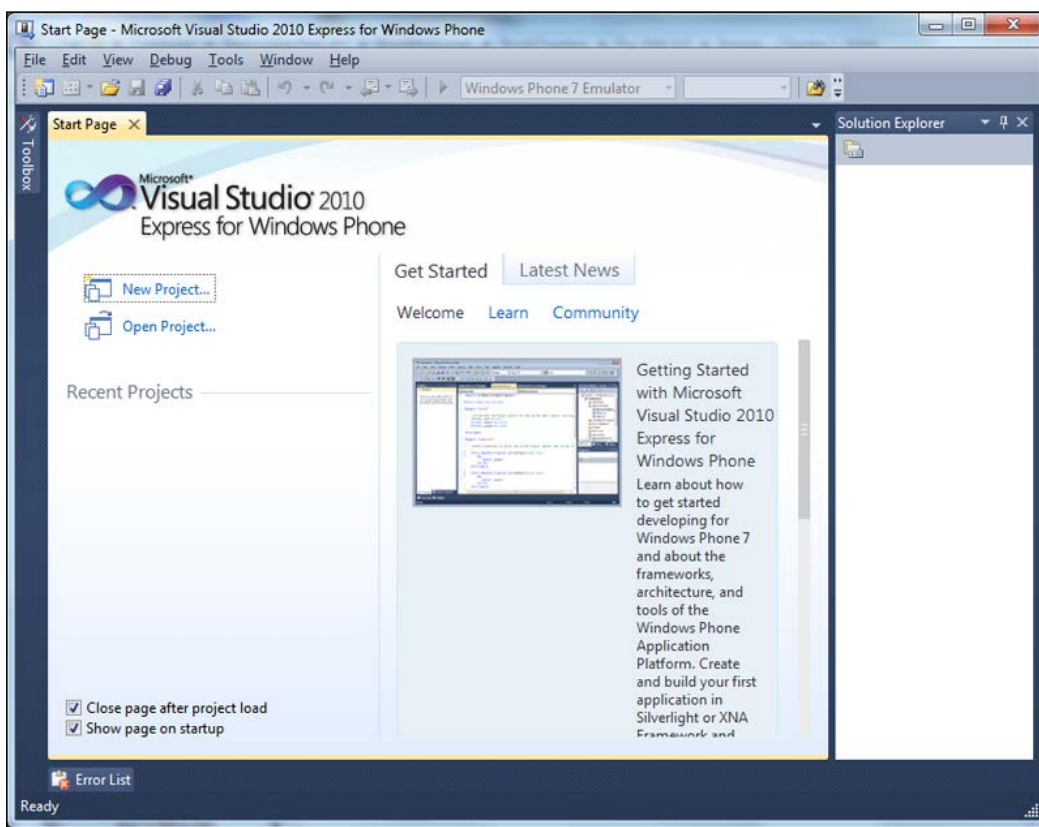 Start Page - Microsoft Visual Studio 2010 Express for Windows Phone
File Edit View Debug Tools Window Help
Windows Phone 7 Emulator
Toolbox
Start Page
Solution Explorer
Microsoft
Visual Studio 2010
Express for Windows Phone
New Project...
Open Project...
Recent Projects
Close page after project load
Show page on startup
Get Started Latest News
Welcome Learn Community
Getting Started
with Microsoft
Visual Studio 2010
Express for
Windows Phone
Learn about how
to get started
developing for
Windows Phone 7
and about the
frameworks,
architecture, and
tools of the
Windows Phone
Application
Platform. Create
and build your first
application in
Silverlight or XNA
Framework and
Error List
Ready